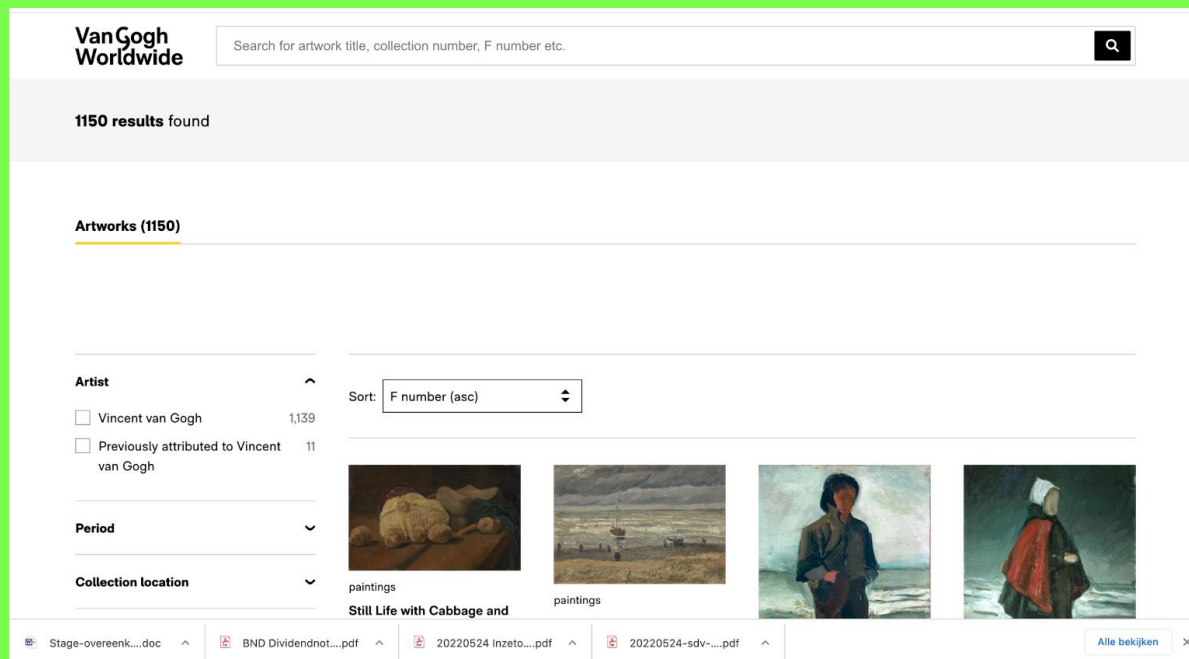 Van Gogh
Worldwide
Search for artwork title, collection number, F number etc.
1150 results found
Artworks (1150)
Artist
Vincent van Gogh 1,139
Previously attributed to Vincent 11
van Gogh
Period
Collection location
Sort: F number (asc)
paintings
Still Life with Cabbage and
paintings
Stage-overeenk....doc
BND Dividendnot....pdf
20220524 Inzeto....pdf
20220524-sdv-....pdf
Alle bekijken